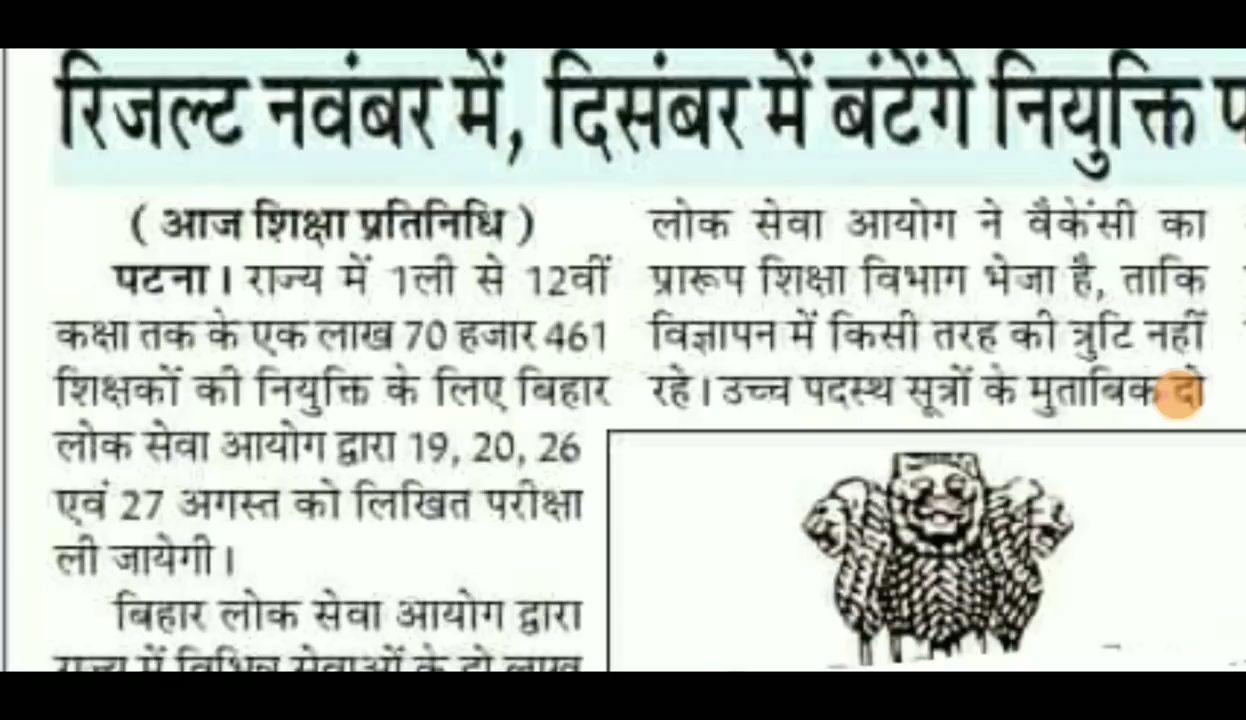 रिजल्ट नवंबर में, दिसंबर में बंटेंगे नियुक्ति
( आज शिक्षा प्रतिनिधि )
पटना। राज्य में 1ली से 12वीं
कक्षा तक के एक लाख 70 हजार 461
शिक्षकों की नियुक्ति के लिए बिहार
लोक सेवा आयोग द्वारा 19, 20, 26
एवं 27 अगस्त को लिखित परीक्षा
ली जायेगी।
बिहार लोक सेवा आयोग द्वारा
राज्य में विभिन्न सेवाओं के दो लाख
लोक सेवा आयोग ने वैकेंसी का
प्रारूप शिक्षा विभाग भेजा है, ताकि
विज्ञापन में किसी तरह की त्रुटि नहीं
रहे। उच्च पदस्थ सूत्रों के मुताबिक दो